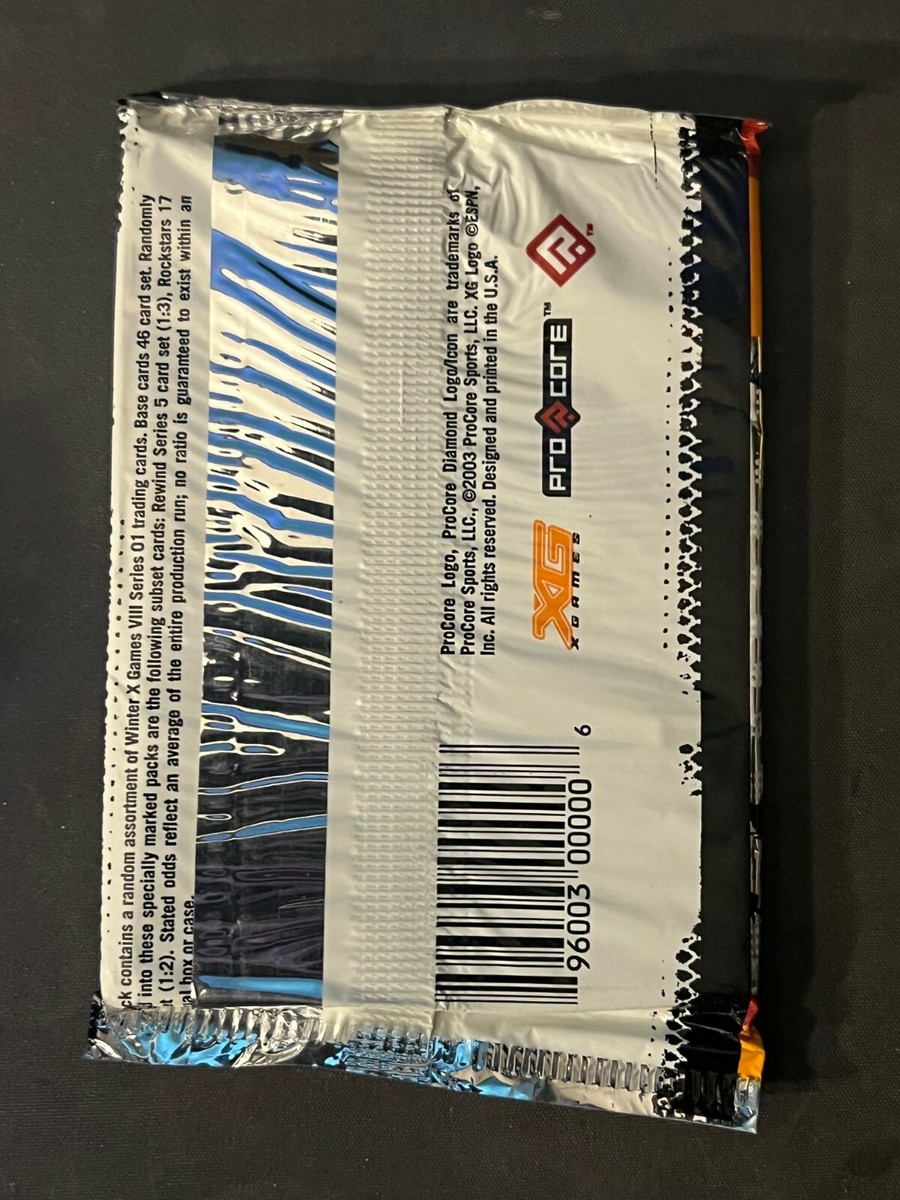 ck contains a random assortment of Winter X Games VIII Series 01 trading cards. Base cards 46 card set. Randomly
d into these specially marked packs are the following subset cards: Rewind Series 5 card set (1:3), Rockstars 17
t (1:2). Stated odds reflect an average of the entire production run; no ratio is guaranteed to exist within an
al box or case.
ProCore Logo, ProCore Diamond Logo/Icon are trademarks of
ProCore Sports, LLC., ©2003 ProCore Sports, LLC. XG Logo ©ESPN,
Inc. All rights reserved. Designed and printed in the U.S.A.
XG
X GAMES
PRO CORE™
™
96003 00000 6